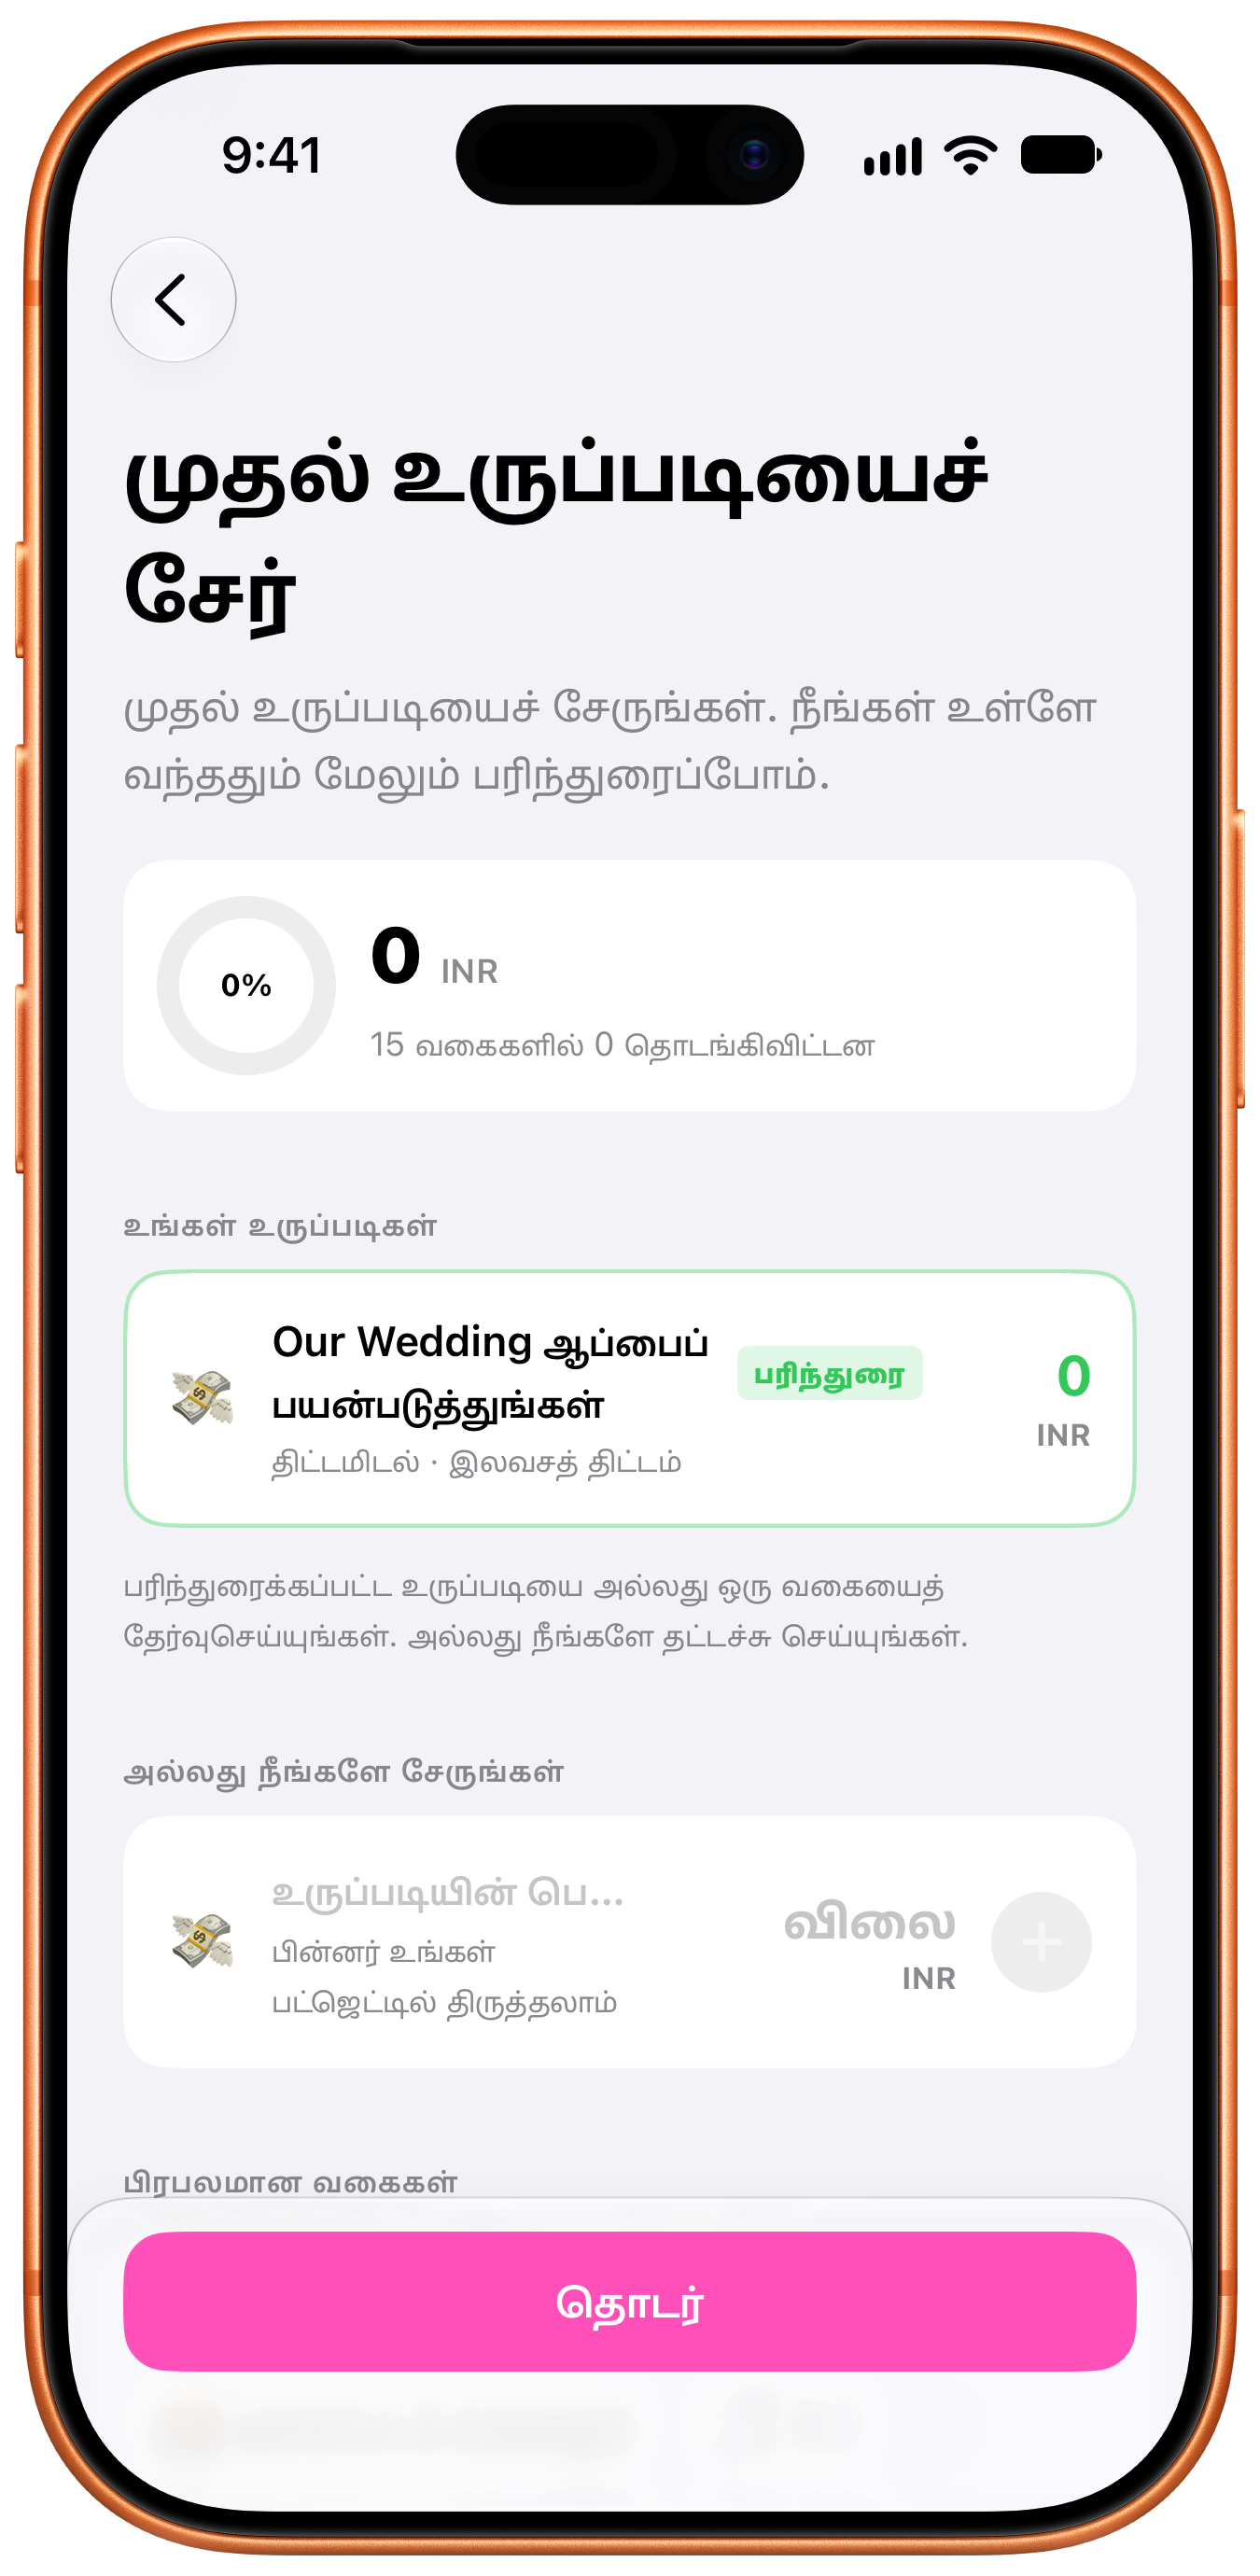 9:41
முதல் உருப்படியைச்
சேர்
முதல் உருப்படியைச் சேருங்கள். நீங்கள் உள்ளே
வந்ததும் மேலும் பரிந்துரைப்போம்.
0%
0 INR
15 வகைகளில் 0 தொடங்கிவிட்டன
உங்கள் உருப்படிகள்
Our Wedding ஆப்பைப்
பயன்படுத்துங்கள்
பரிந்துரை
0
INR
திட்டமிடல் · இலவசத் திட்டம்
பரிந்துரைக்கப்பட்ட உருப்படியை அல்லது ஒரு வகையைத்
தேர்வுசெய்யுங்கள். அல்லது நீங்களே தட்டச்சு செய்யுங்கள்.
அல்லது நீங்களே சேருங்கள்
உருப்படியின் பெ...
பின்னர் உங்கள்
பட்ஜெட்டில் திருத்தலாம்
விலை
INR
பிரபலமான வகைகள்
தொடர்